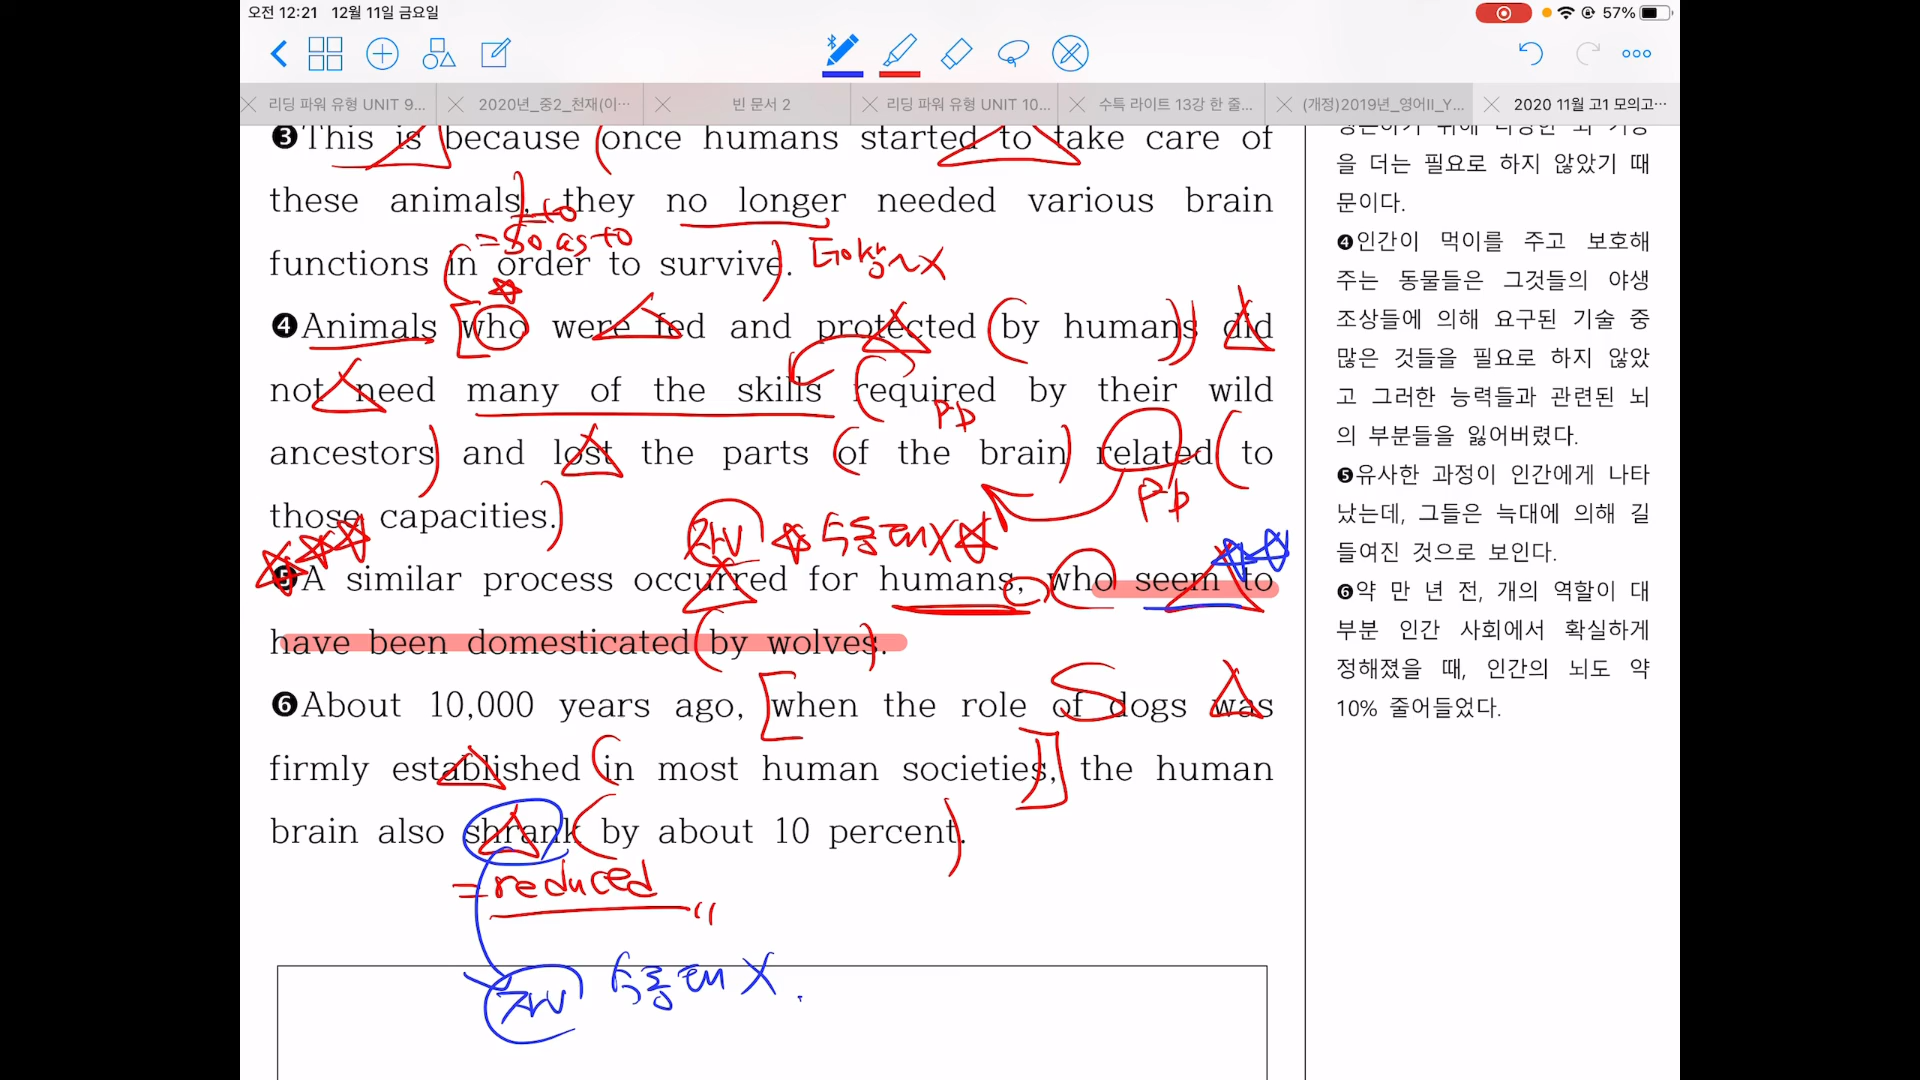 오전 12:21 12월 11일 금요일
57%
리딩 파워 유형 UNIT 9...
2020년_중2_천재(이...
빈 문서 2
리딩 파워 유형 UNIT 10...
수특 라이트 13강 한 줄...
(개정)2019년_영어II_Y...
2020 11월 고1 모의고...
❸This is because once humans started to take care of
these animals, they no longer needed various brain
= to
= so as to
functions in order to survive.
❹Animals who were fed and protected by humans did
not need many of the skills required by their wild
PP
ancestors and lost the parts of the brain related to
PP
those capacities.
자V 수동태X
❺A similar process occurred for humans, who seem to
have been domesticated by wolves.
❻About 10,000 years ago, when the role of dogs was
firmly established in most human societies, the human
brain also shrank by about 10 percent.
= reduced
자V 수동태 X.
을 더는 필요로 하지 않았기 때
문이다.
❹인간이 먹이를 주고 보호해
주는 동물들은 그것들의 야생
조상들에 의해 요구된 기술 중
많은 것들을 필요로 하지 않았
고 그러한 능력들과 관련된 뇌
의 부분들을 잃어버렸다.
❺유사한 과정이 인간에게 나타
났는데, 그들은 늑대에 의해 길
들여진 것으로 보인다.
❻약 만 년 전, 개의 역할이 대
부분 인간 사회에서 확실하게
정해졌을 때, 인간의 뇌도 약
10% 줄어들었다.